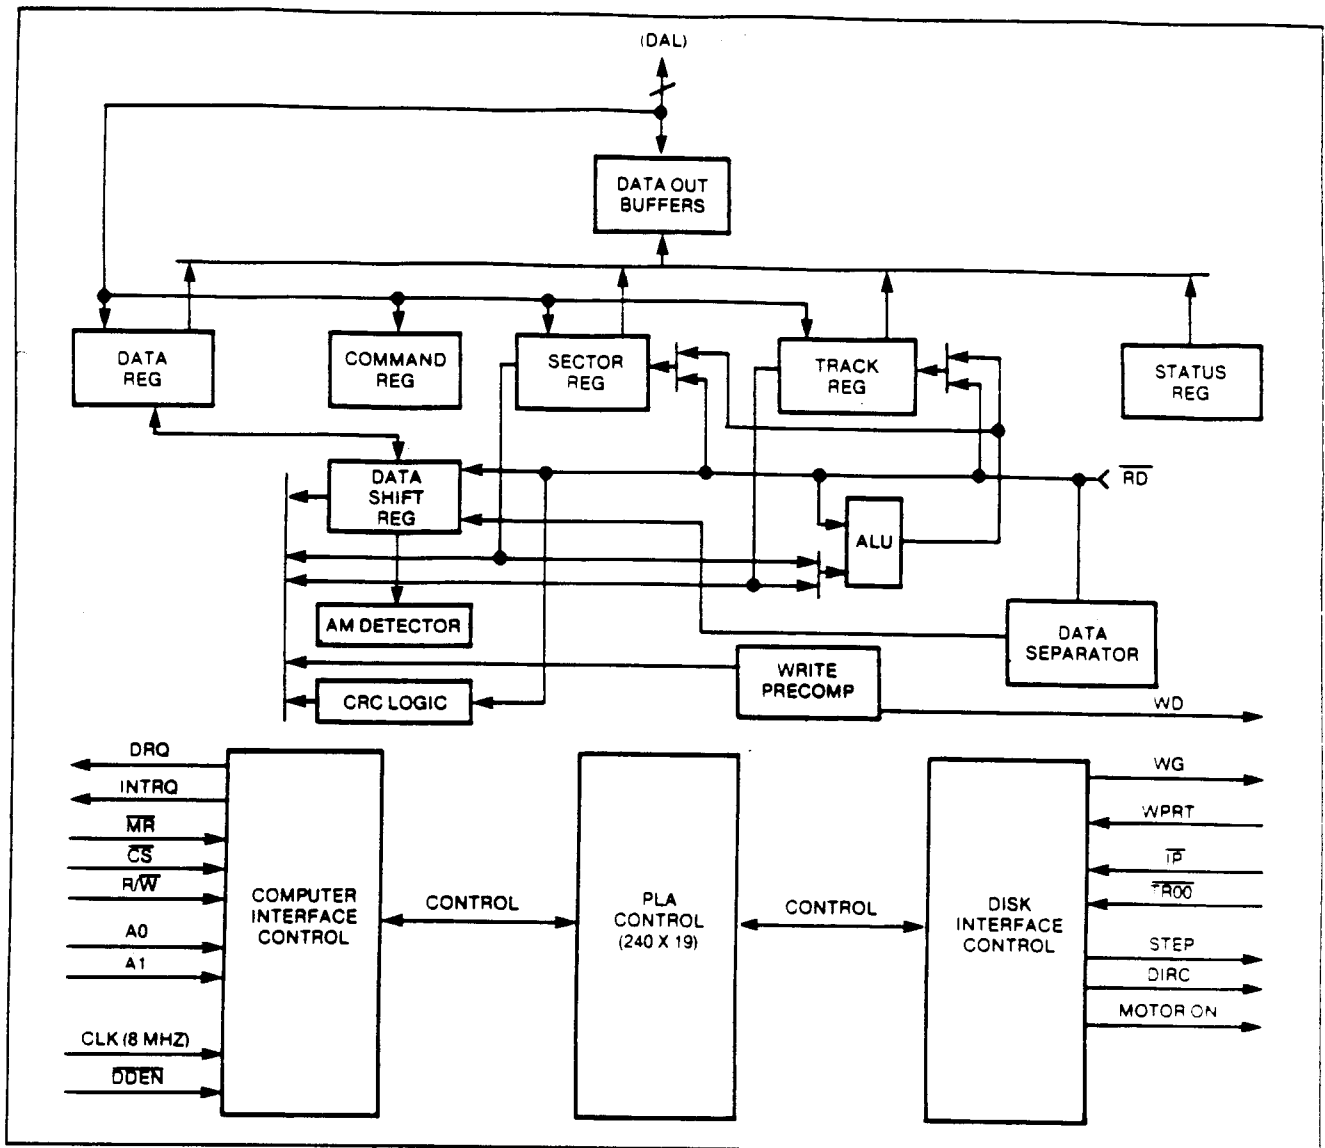 (DAL)
DATA OUT
BUFFERS
DATA
REG
COMMAND
REG
SECTOR
REG
TRACK
REG
STATUS
REG
DATA
SHIFT
REG
RD
ALU
AM DETECTOR
DATA
SEPARATOR
WRITE
PRECOMP
CRC LOGIC
WD
DRQ
INTRQ
MR
CS
R/W
A0
A1
CLK (8 MHZ)
DDEN
COMPUTER
INTERFACE
CONTROL
CONTROL
PLA
CONTROL
(240 X 19)
CONTROL
DISK
INTERFACE
CONTROL
WG
WPRT
IP
TR00
STEP
DIRC
MOTOR ON